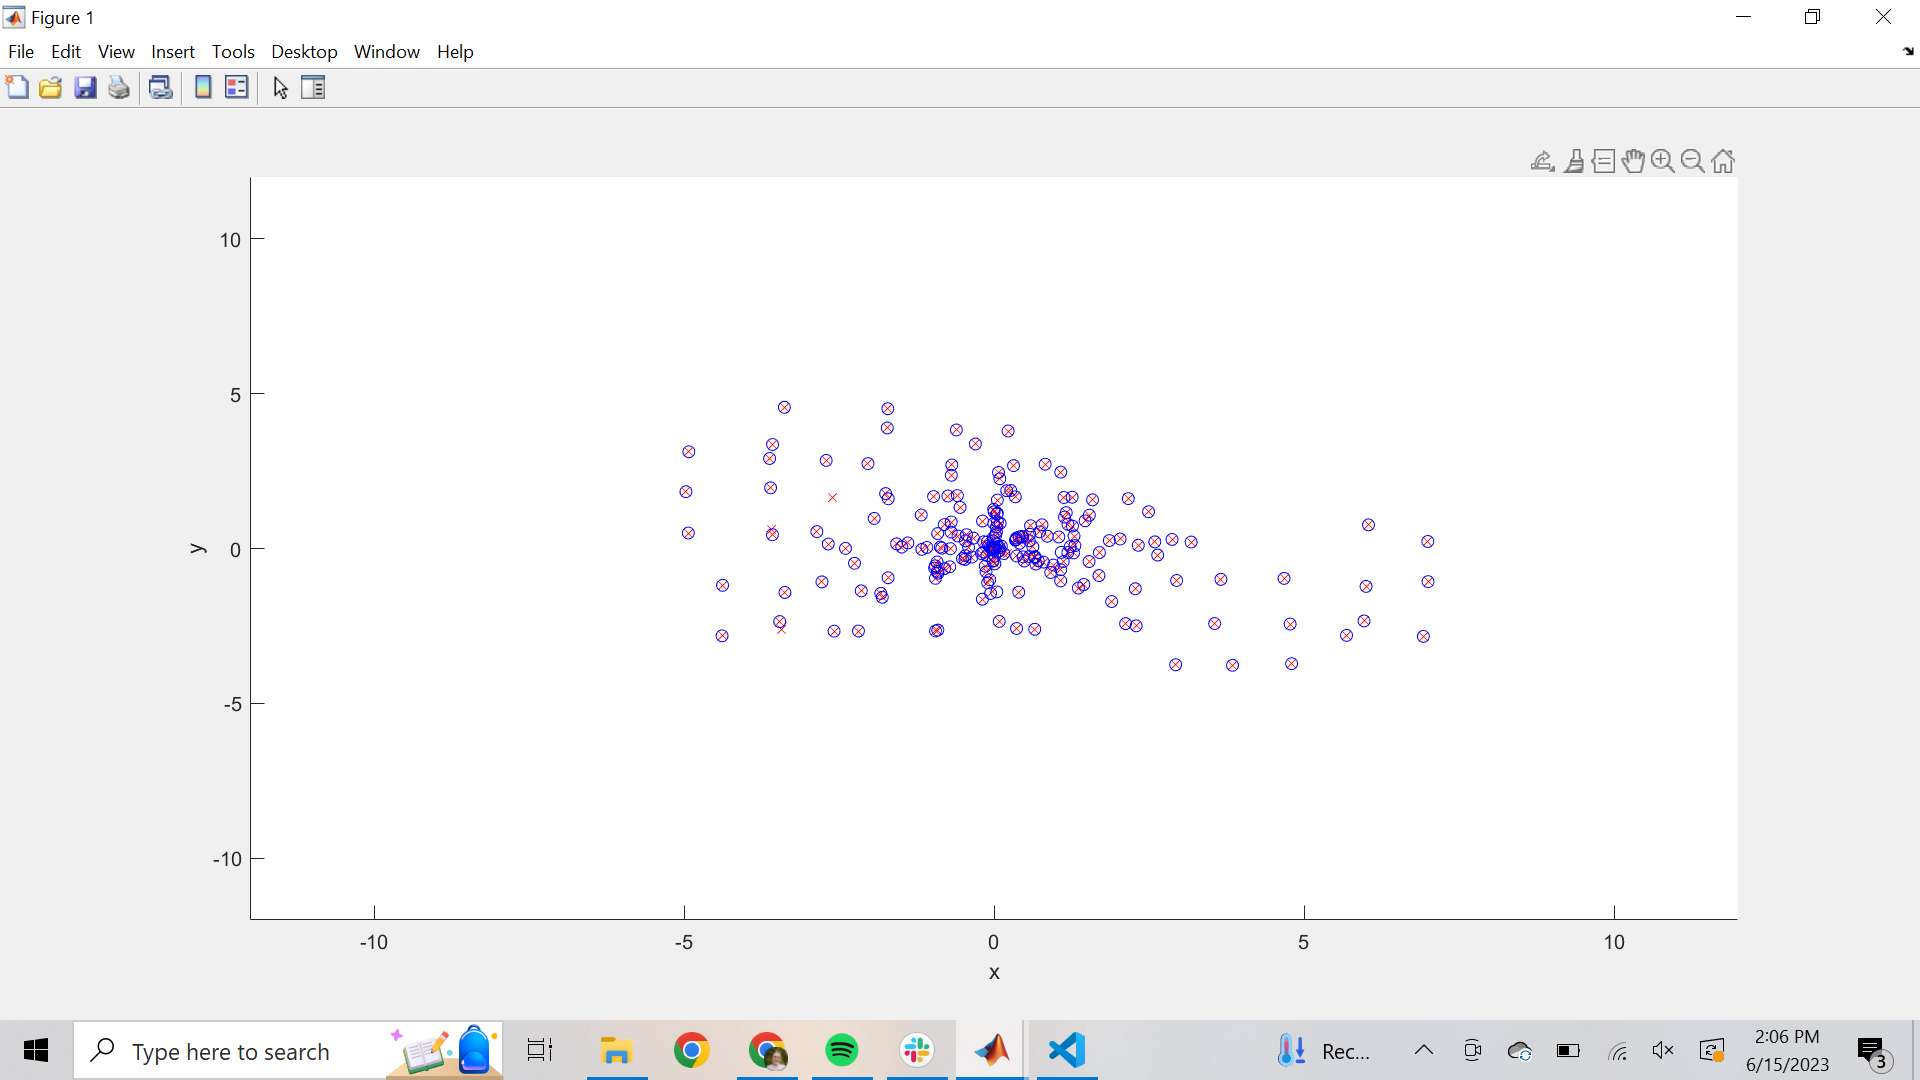 Figure 1
File Edit View Insert Tools Desktop Window Help
10
5
0
-5
-10
y
-10 -5 0 5 10
x
Type here to search
Rec...
2:06 PM
6/15/2023
3